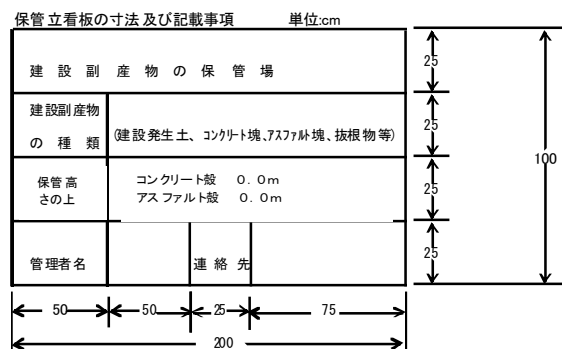 保管立看板の寸法及び記載事項 単位:cm
建設副産物の保管場
建設副産物
の種類
(建設発生土、コンクリート塊、アスファルト塊、抜根物等)
保管高
さの上
コンクリート殻 0.0m
アスファルト殻 0.0m
管理者名
連絡先
25
25
25
25
100
50
50
25
75
200